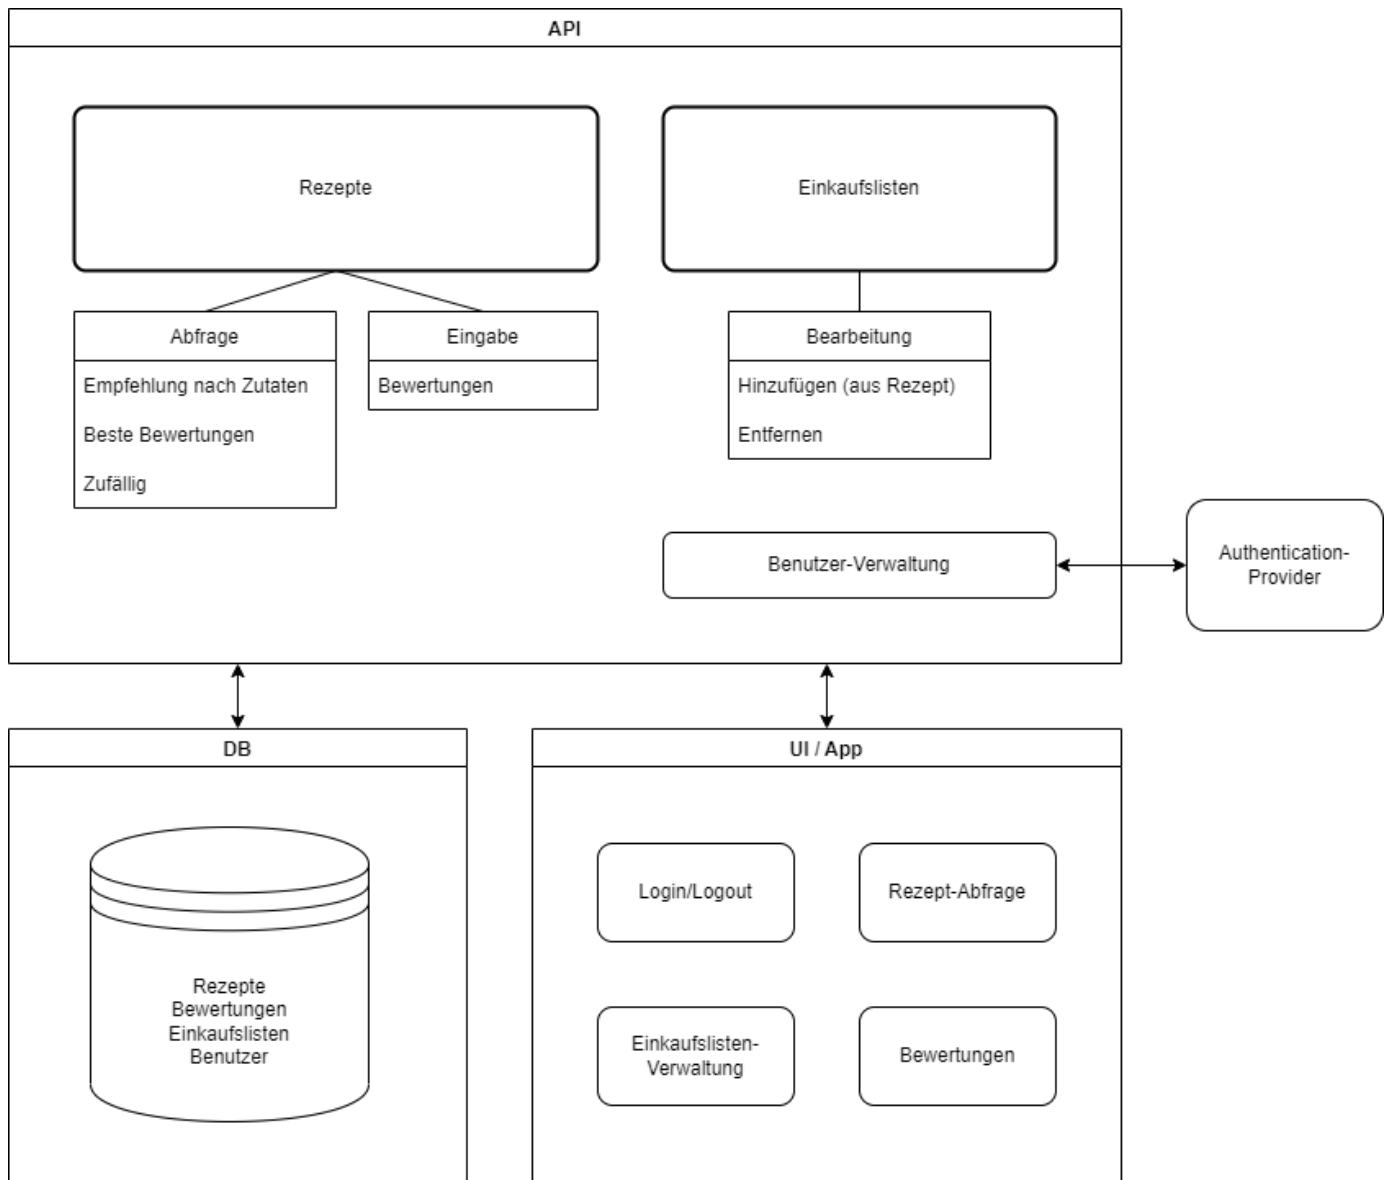 API
Rezepte
Einkaufslisten
Abfrage
Empfehlung nach Zutaten
Beste Bewertungen
Zufällig
Eingabe
Bewertungen
Bearbeitung
Hinzufügen (aus Rezept)
Entfernen
Benutzer-Verwaltung
Authentication-
Provider
DB
Rezepte
Bewertungen
Einkaufslisten
Benutzer
UI / App
Login/Logout
Rezept-Abfrage
Einkaufslisten-
Verwaltung
Bewertungen